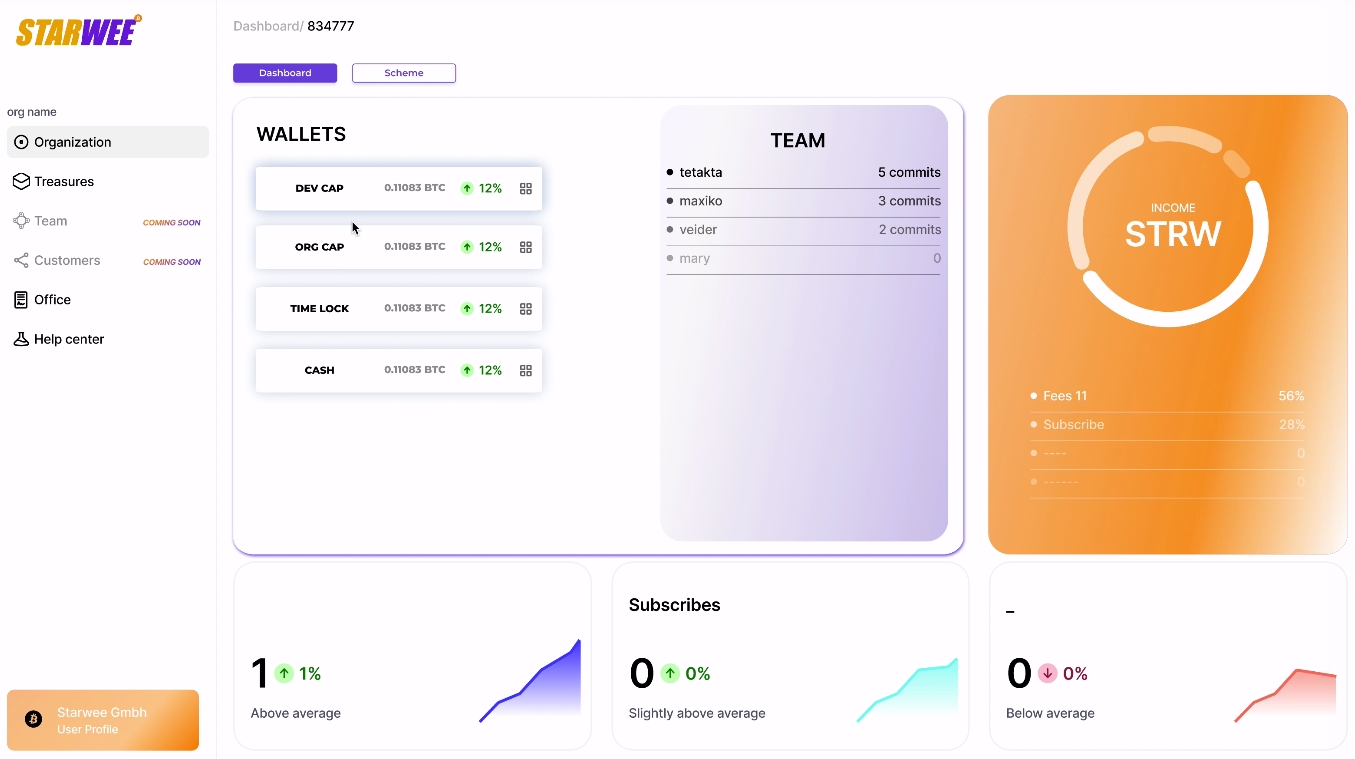 STARWEE
Dashboard/ 834777
Dashboard
Scheme
org name
Organization
Treasures
Team COMING SOON
Customers COMING SOON
Office
Help center
Starwee Gmbh
User Profile
WALLETS
DEV CAP 0.11083 BTC 12%
ORG CAP 0.11083 BTC 12%
TIME LOCK 0.11083 BTC 12%
CASH 0.11083 BTC 12%
TEAM
tetakta 5 commits
maxiko 3 commits
veider 2 commits
mary 0
INCOME
STRW
Fees 11 56%
Subscribe 28%
---- 0
------ 0
1 1%
Above average
Subscribes
0 0%
Slightly above average
_
0 0%
Below average